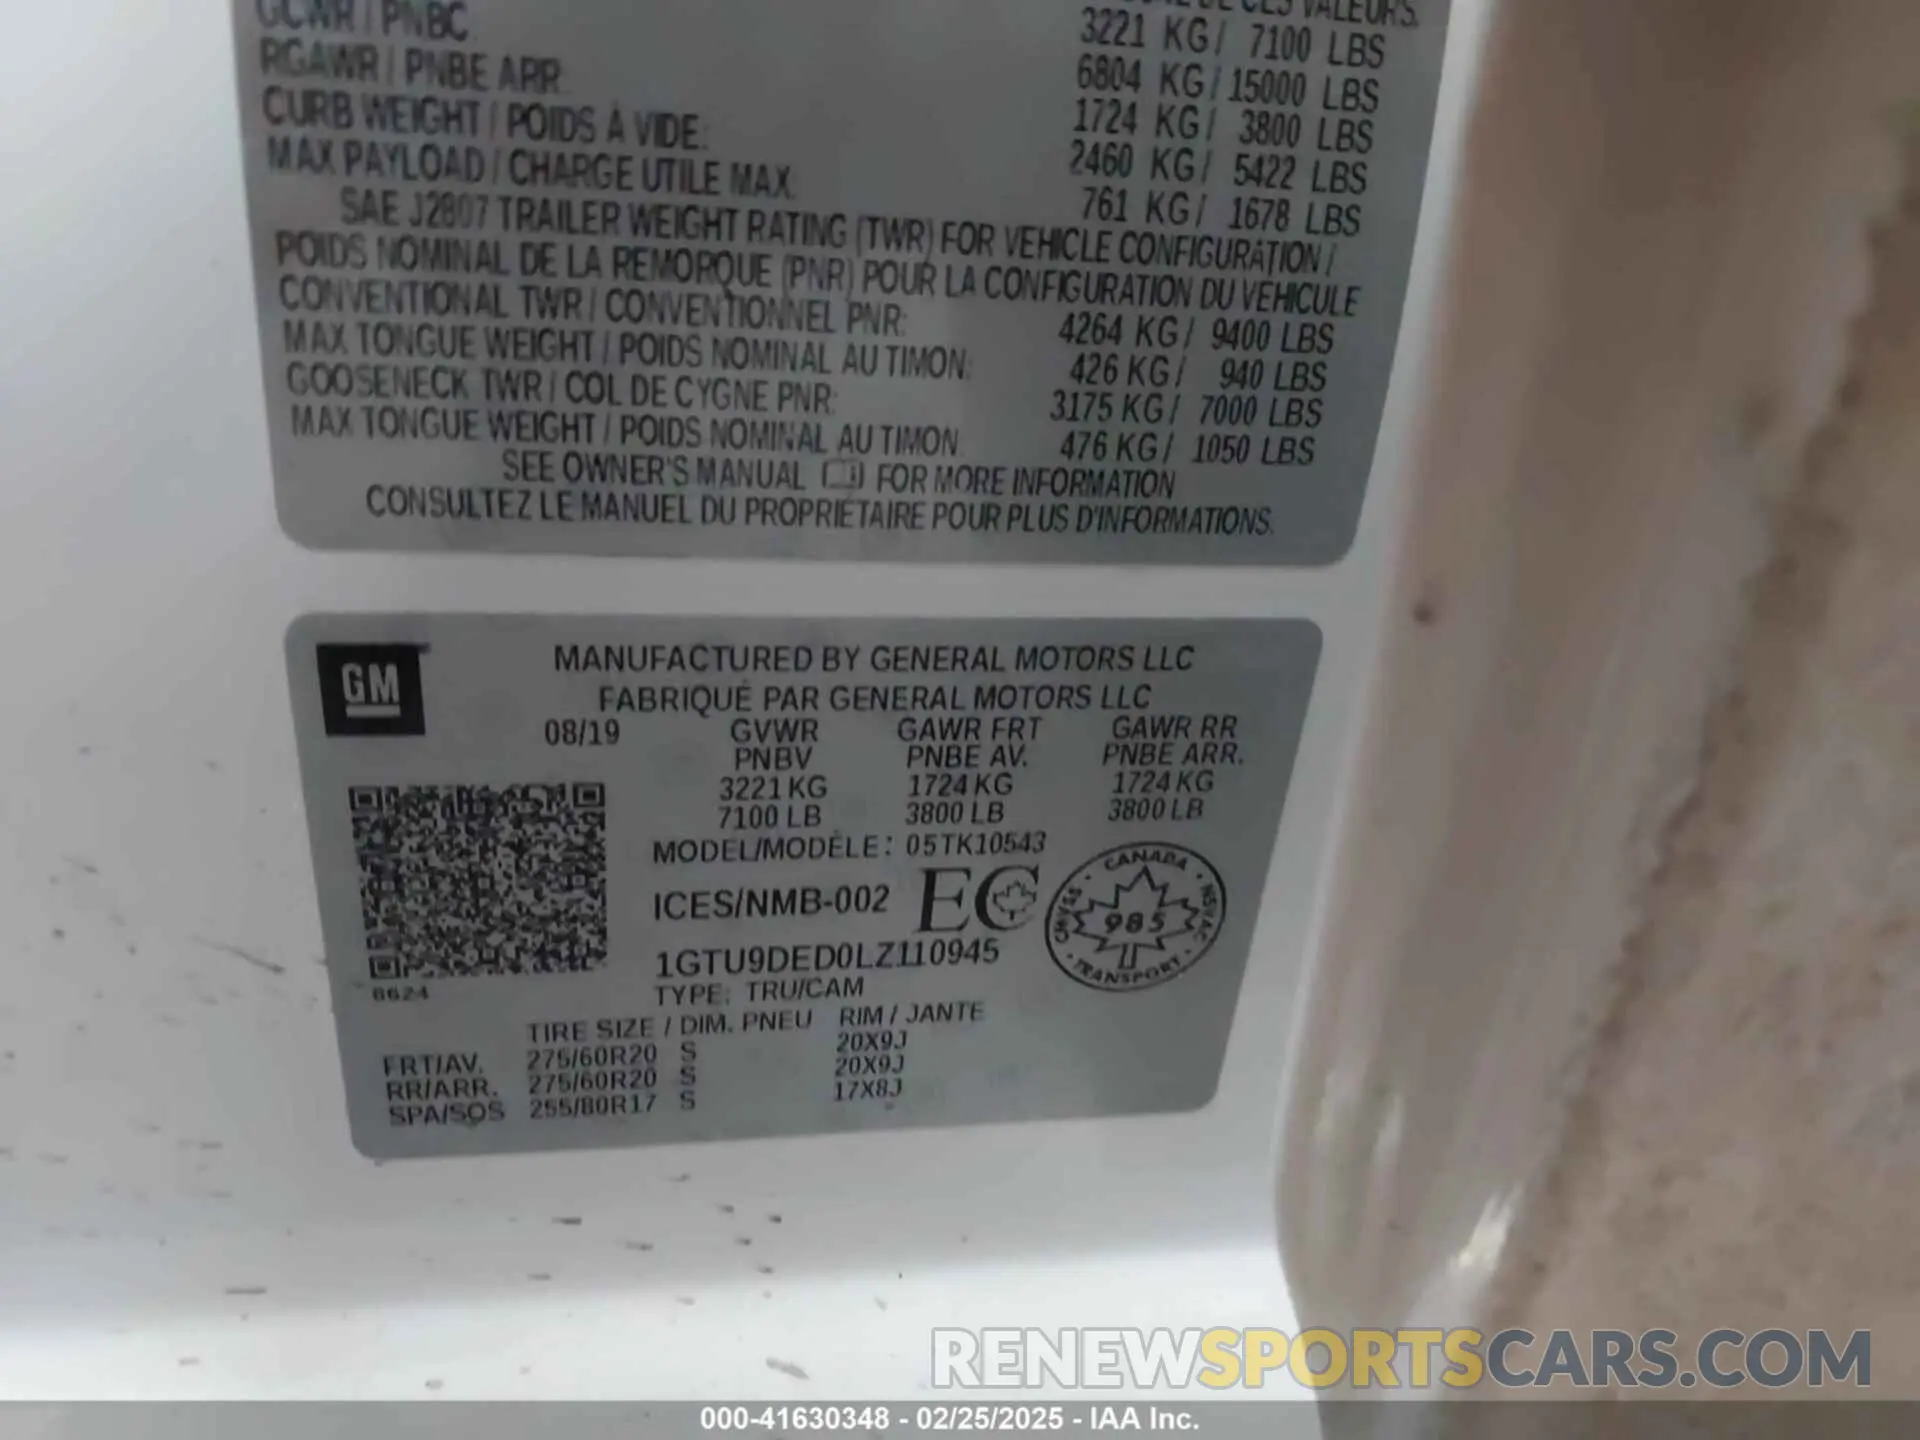 DE CES VALEURS.
GCWR / PNBC 3221 KG / 7100 LBS
RGAWR / PNBE ARR 6804 KG / 15000 LBS
CURB WEIGHT / POIDS À VIDE: 1724 KG / 3800 LBS
MAX PAYLOAD / CHARGE UTILE MAX 2460 KG / 5422 LBS
761 KG / 1678 LBS
SAE J2807 TRAILER WEIGHT RATING (TWR) FOR VEHICLE CONFIGURATION /
POIDS NOMINAL DE LA REMORQUE (PNR) POUR LA CONFIGURATION DU VEHICULE
CONVENTIONAL TWR / CONVENTIONNEL PNR: 4264 KG / 9400 LBS
MAX TONGUE WEIGHT / POIDS NOMINAL AU TIMON: 426 KG / 940 LBS
GOOSENECK TWR / COL DE CYGNE PNR: 3175 KG / 7000 LBS
MAX TONGUE WEIGHT / POIDS NOMINAL AU TIMON 476 KG / 1050 LBS
SEE OWNER'S MANUAL FOR MORE INFORMATION
CONSULTEZ LE MANUEL DU PROPRIÉTAIRE POUR PLUS D'INFORMATIONS.
GM
MANUFACTURED BY GENERAL MOTORS LLC
FABRIQUÉ PAR GENERAL MOTORS LLC
08/19 GVWR GAWR FRT GAWR RR
PNBV PNBE AV. PNBE ARR.
3221 KG 1724 KG 1724 KG
7100 LB 3800 LB 3800 LB
MODEL/MODÈLE: 05TK10543
ICES/NMB-002 EC
CANADA
CMVSS 985 NSVAC
TRANSPORT
1GTU9DED0LZ110945
8624
TYPE: TRU/CAM
TIRE SIZE / DIM. PNEU RIM / JANTE
FRT/AV. 275/60R20 S 20X9J
RR/ARR. 275/60R20 S 20X9J
SPA/SOS 255/80R17 S 17X8J
RENEWSPORTSCARS.COM
000-41630348 - 02/25/2025 - IAA Inc.